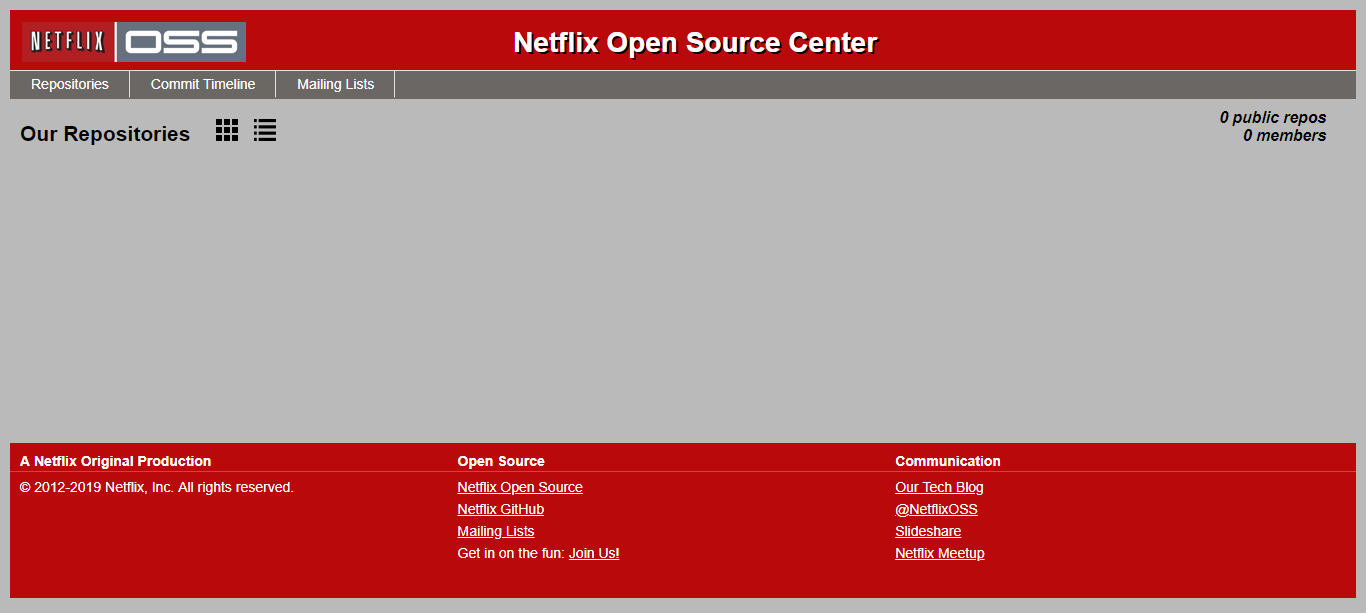 NETFLIX OSS
Netflix Open Source Center
Repositories
Commit Timeline
Mailing Lists
Our Repositories
0 public repos
0 members
A Netflix Original Production
© 2012-2019 Netflix, Inc. All rights reserved.
Open Source
Netflix Open Source
Netflix GitHub
Mailing Lists
Get in on the fun: Join Us!
Communication
Our Tech Blog
@NetflixOSS
Slideshare
Netflix Meetup